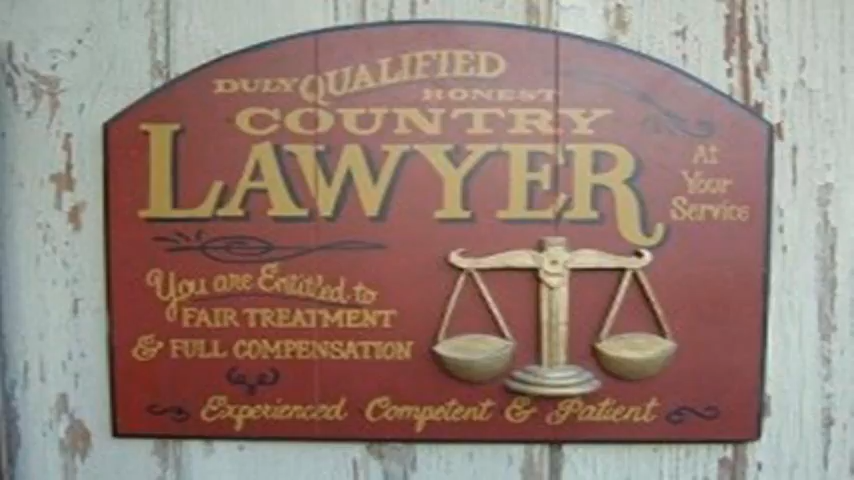 DULY QUALIFIED
HONEST
COUNTRY
LAWYER
At
Your
Service
You are Entitled to
FAIR TREATMENT
& FULL COMPENSATION
Experienced Competent & Patient